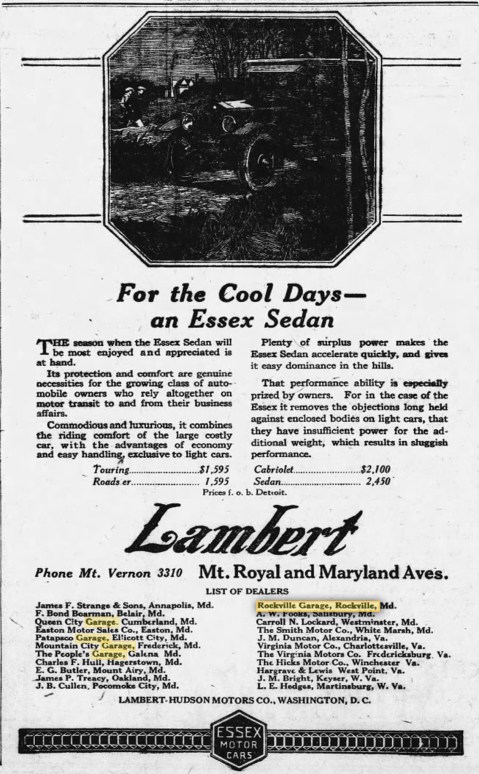 For the Cool Days—
an Essex Sedan
THE season when the Essex Sedan will
be most enjoyed and appreciated is
at hand.
Its protection and comfort are genuine
necessities for the growing class of auto-
mobile owners who rely altogether on
motor transit to and from their business
affairs.
Commodious and luxurious, it combines
the riding comfort of the large costly
car, with the advantages of economy
and easy handling, exclusive to light cars.
Plenty of surplus power makes the
Essex Sedan accelerate quickly, and gives
it easy dominance in the hills.
That performance ability is especially
prized by owners. For in the case of the
Essex it removes the objections long held
against enclosed bodies on light cars, that
they have insufficient power for the ad-
ditional weight, which results in sluggish
performance.
Touring........................$1,595
Roads er...................... 1,595
Cabriolet........................$2,100
Sedan............................ 2,450
Prices f. o. b. Detroit.
Lambert
Phone Mt. Vernon 3310 Mt. Royal and Maryland Aves.
LIST OF DEALERS
James F. Strange & Sons, Annapolis, Md.
F. Bond Boarman, Belair, Md.
Queen City Garage, Cumberland, Md.
Easton Motor Sales Co., Easton, Md.
Patapsco Garage, Ellicott City, Md.
Mountain City Garage, Frederick, Md.
The People's Garage, Galena Md.
Charles F. Hull, Hagerstown, Md.
E. G. Butler, Mount Airy, Md.
James P. Treacy, Oakland, Md.
J. B. Cullen, Pocomoke City, Md.
Rockville Garage, Rockville, Md.
A. W. Fooks, Salisbury, Md.
Carroll N. Lockard, Westminster, Md.
The Smith Motor Co., White Marsh, Md.
J. M. Duncan, Alexandria, Va.
Virginia Motor Co., Charlottesville, Va.
The Virginia Motors Co. Fredericksburg Va.
The Hicks Motor Co., Winchester Va.
Hargrave & Lewis West Point, Va.
J. M. Bright, Keyser, W. Va.
L. E. Hedges, Martinsburg, W. Va.
LAMBERT-HUDSON MOTORS CO., WASHINGTON, D. C.
ESSEX
MOTOR
CARS